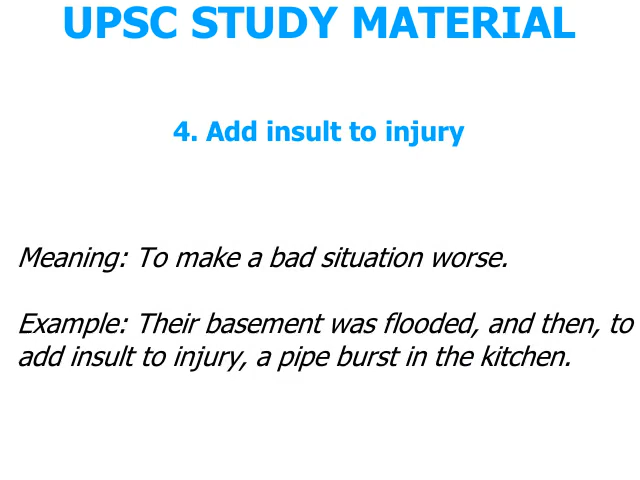 UPSC STUDY MATERIAL
4. Add insult to injury
Meaning: To make a bad situation worse.
Example: Their basement was flooded, and then, to
add insult to injury, a pipe burst in the kitchen.